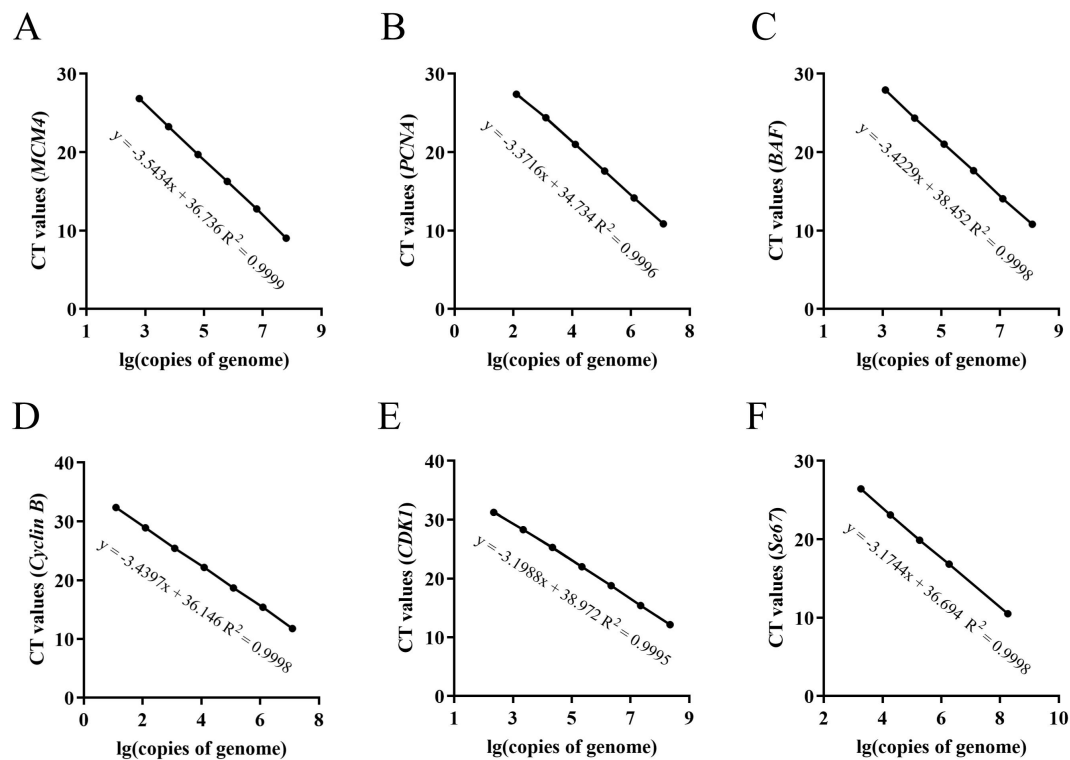 A
30
20
10
0
CT values (MCM4)
y = -3.5434x + 36.736 R² = 0.9999
1 3 5 7 9
lg(copies of genome)
B
30
20
10
0
CT values (PCNA)
y = -3.3716x + 34.734 R² = 0.9996
0 2 4 6 8
lg(copies of genome)
C
30
20
10
0
CT values (BAF)
y = -3.4229x + 38.452 R² = 0.9998
1 3 5 7 9
lg(copies of genome)
D
40
30
20
10
0
CT values (Cyclin B)
y = -3.4397x + 36.146 R² = 0.9998
0 2 4 6 8
lg(copies of genome)
E
40
30
20
10
0
CT values (CDK1)
y = -3.1988x + 38.972 R² = 0.9995
1 3 5 7 9
lg(copies of genome)
F
30
20
10
0
CT values (Se67)
y = -3.1744x + 36.694 R² = 0.9998
2 4 6 8 10
lg(copies of genome)